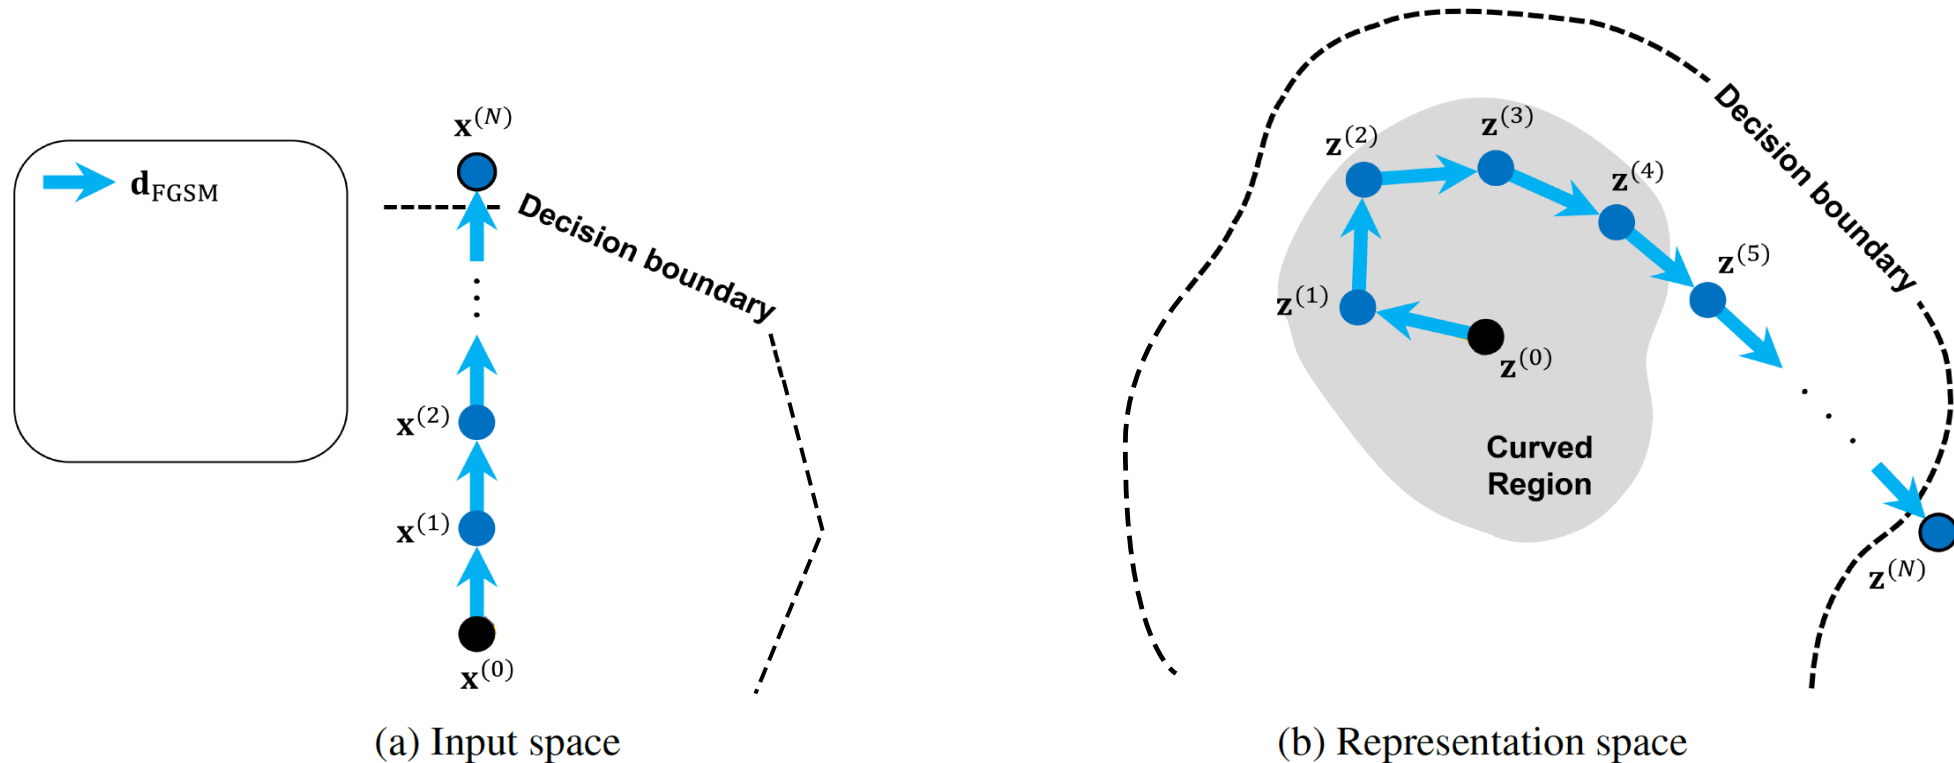 d_FGSM
x^(N)
Decision boundary
x^(2)
x^(1)
x^(0)
(a) Input space
z^(3)
z^(2)
z^(4)
z^(5)
z^(1)
z^(0)
Decision boundary
Curved
Region
z^(N)
(b) Representation space